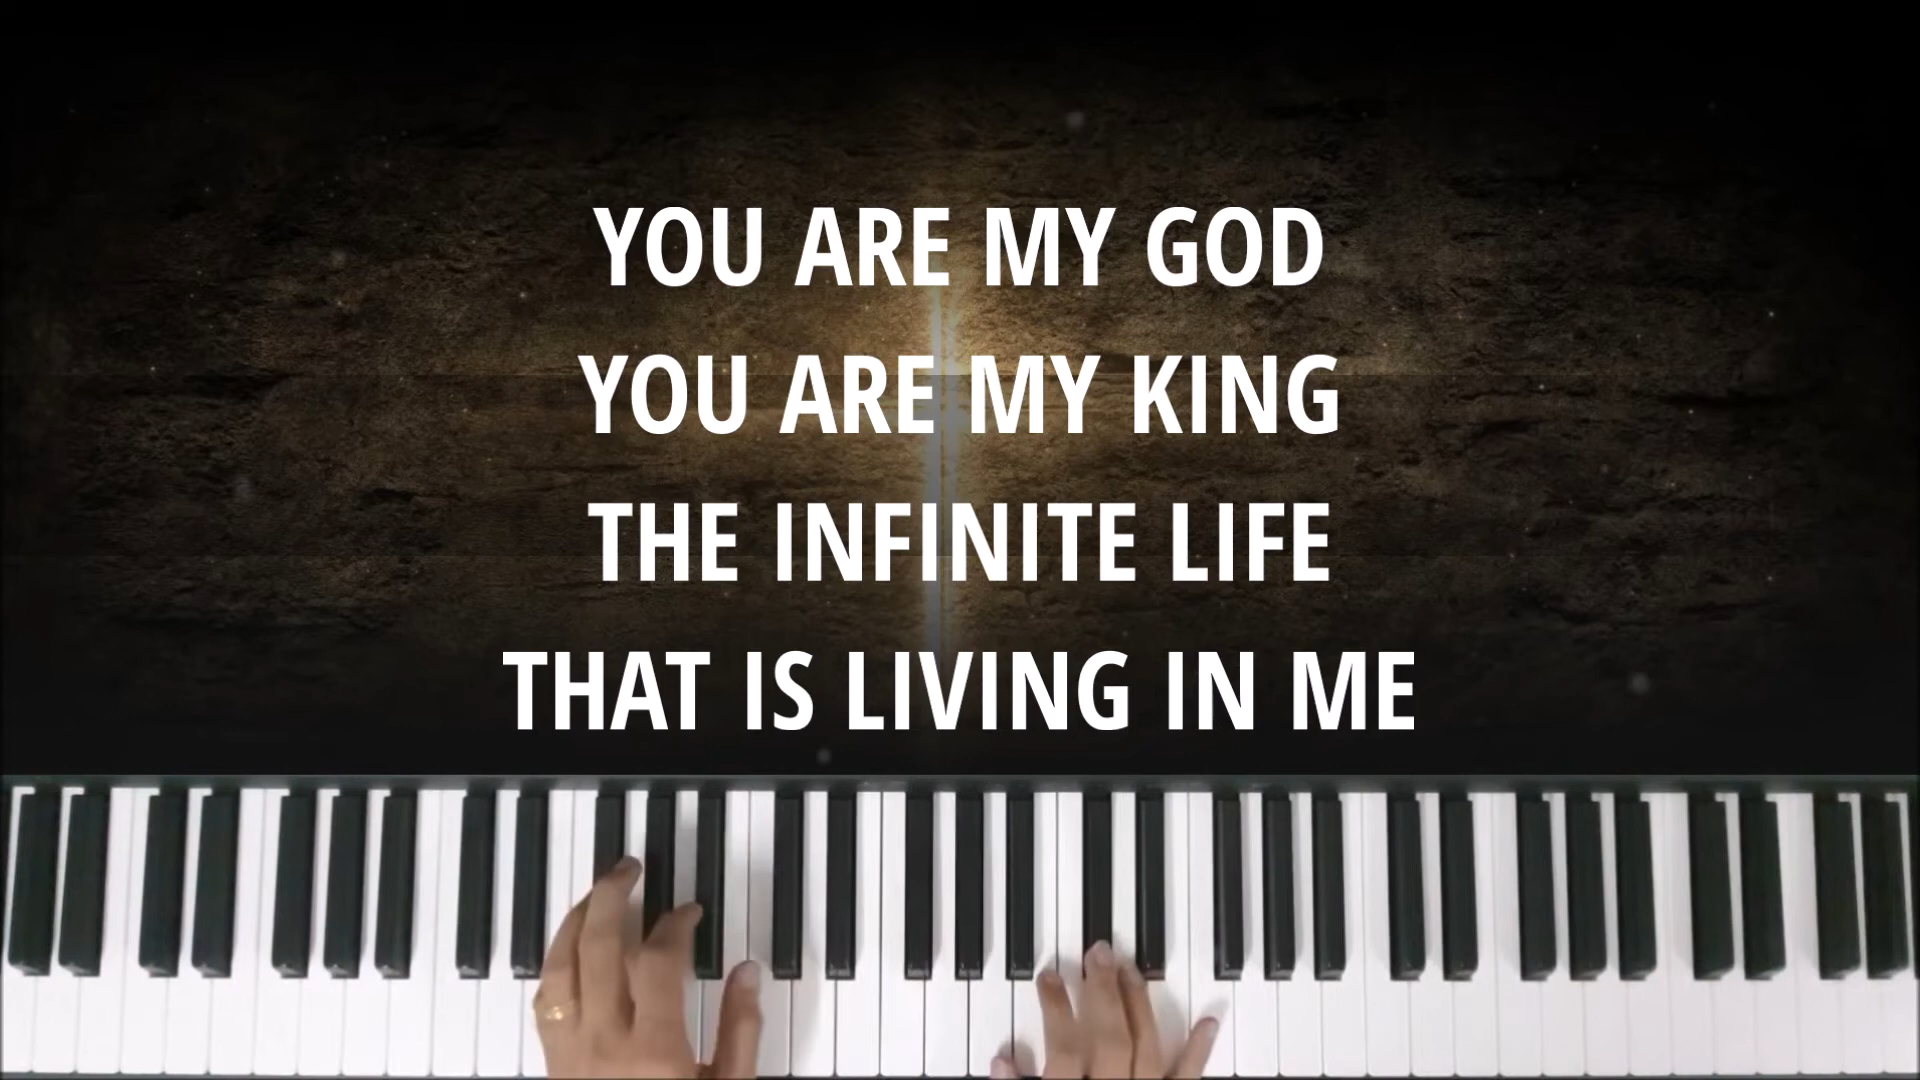 YOU ARE MY GOD
YOU ARE MY KING
THE INFINITE LIFE
THAT IS LIVING IN ME